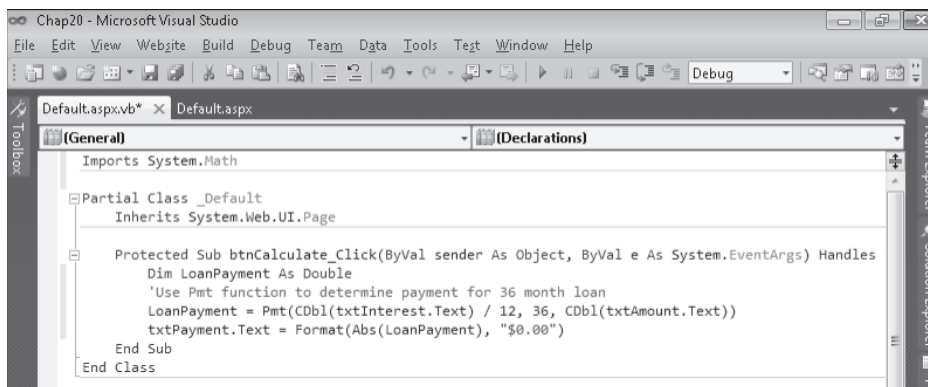 Chap20 - Microsoft Visual Studio
File Edit View Website Build Debug Team Data Tools Test Window Help
Debug
Default.aspx.vb* Default.aspx
Toolbox
(General) (Declarations)
Imports System.Math
Partial Class _Default
Inherits System.Web.UI.Page
Protected Sub btnCalculate_Click(ByVal sender As Object, ByVal e As System.EventArgs) Handles
Dim LoanPayment As Double
'Use Pmt function to determine payment for 36 month loan
LoanPayment = Pmt(CDbl(txtInterest.Text) / 12, 36, CDbl(txtAmount.Text))
txtPayment.Text = Format(Abs(LoanPayment), "$0.00")
End Sub
End Class